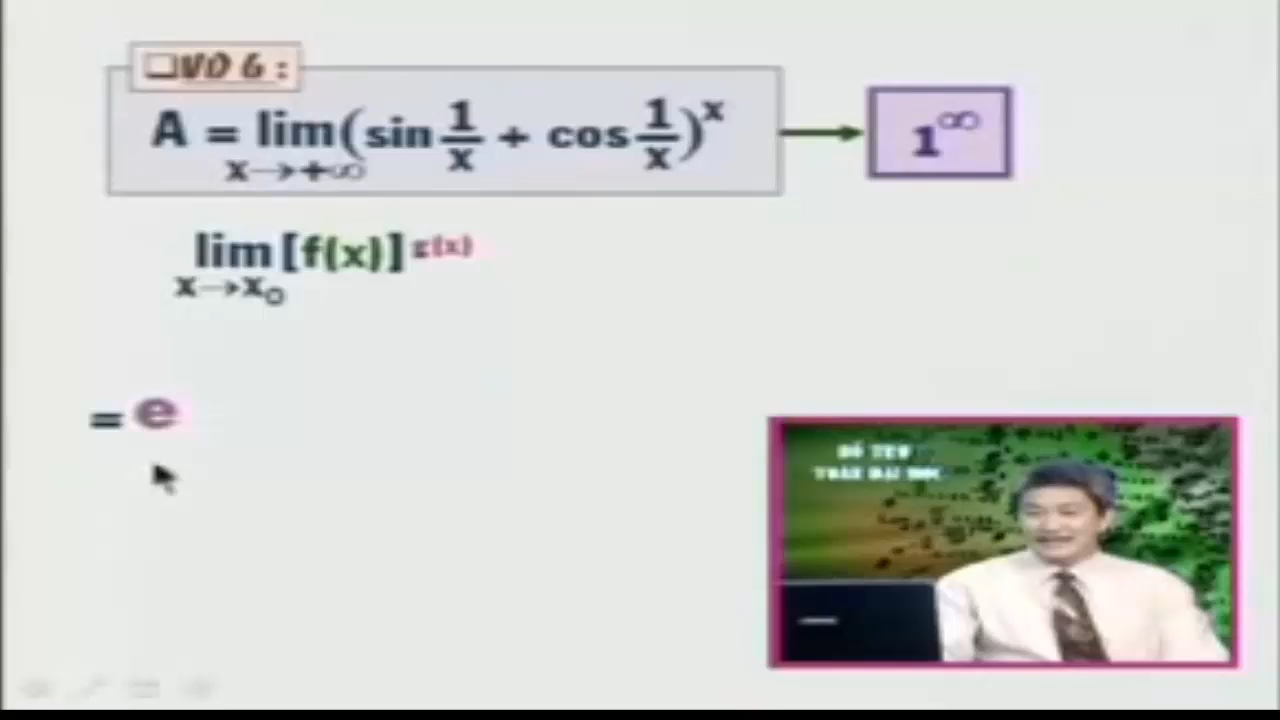 ❑VD 6 :
A = lim(sin 1/x + cos 1/x)^x → 1^∞
x→+∞
lim[f(x)]^g(x)
x→x₀
= e